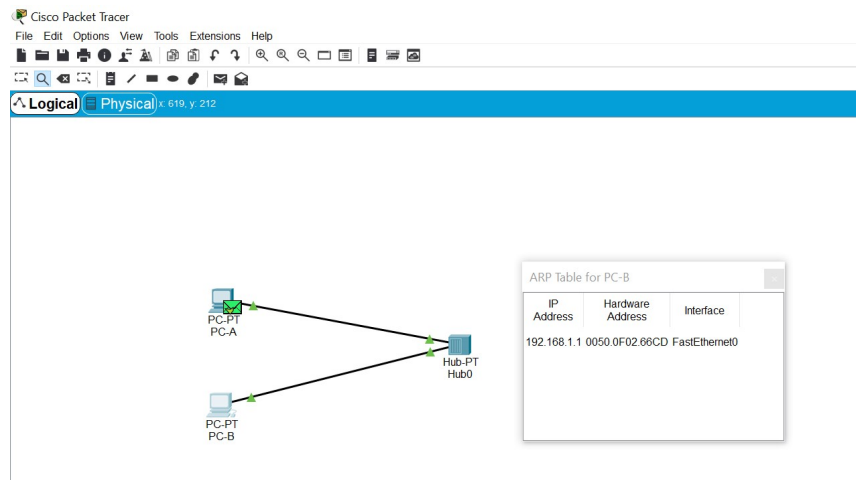 Cisco Packet Tracer
File Edit Options View Tools Extensions Help
Logical Physical x: 619, y: 212
ARP Table for PC-B
IP Address Hardware Address Interface
192.168.1.1 0050.0F02.66CD FastEthernet0
PC-PT
PC-A
Hub-PT
Hub0
PC-PT
PC-B